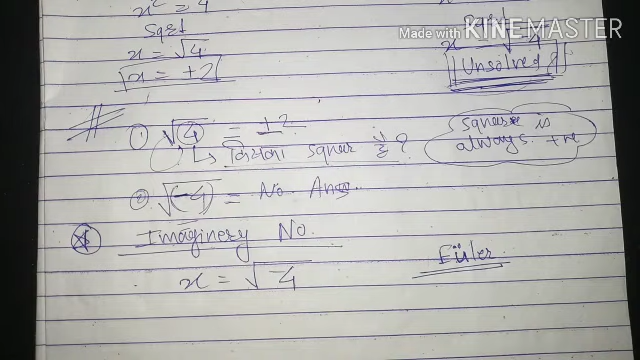 x² = 4
Sqrt
x = √4
x = +2
Made with KINEMASTER
x √-4
Unsolved
#
① √4 = ±2
↳ किसका square है?
square is
always +ve
② √(-4) = No Ans.
Imaginery No.
x = √-4
Euler